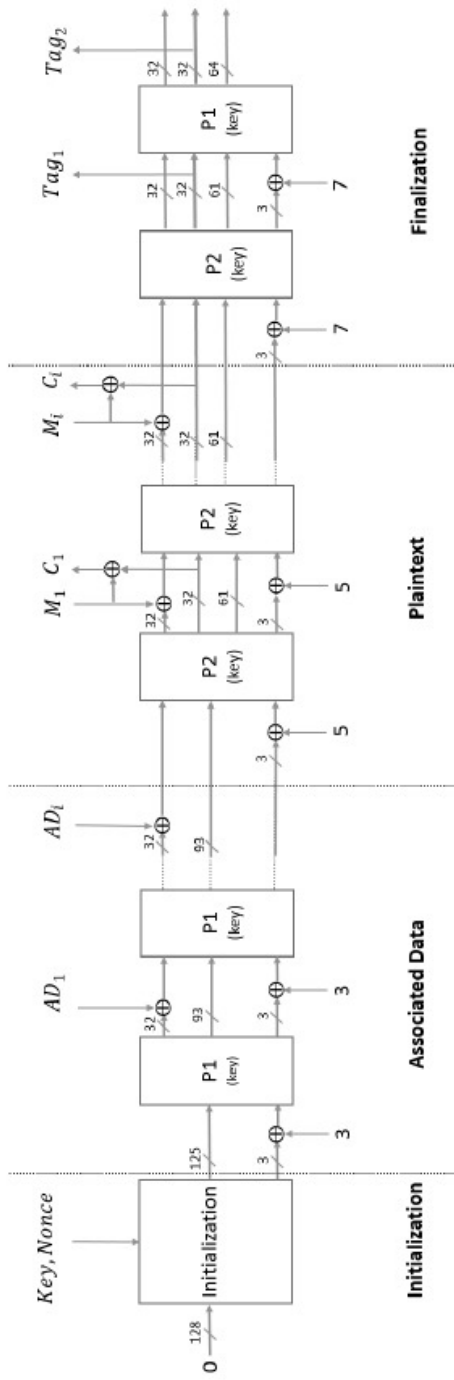 Key, Nonce
0
128
Initialization
125
3
3
Initialization
P1
(key)
AD₁
32
93
3
3
P1
(key)
ADᵢ
32
93
Associated Data
3
5
P2
(key)
M₁
C₁
32
32
61
3
5
P2
(key)
Mᵢ
Cᵢ
32
32
61
Plaintext
3
7
P2
(key)
Tag₁
32
32
61
3
7
P1
(key)
Tag₂
32
32
64
Finalization